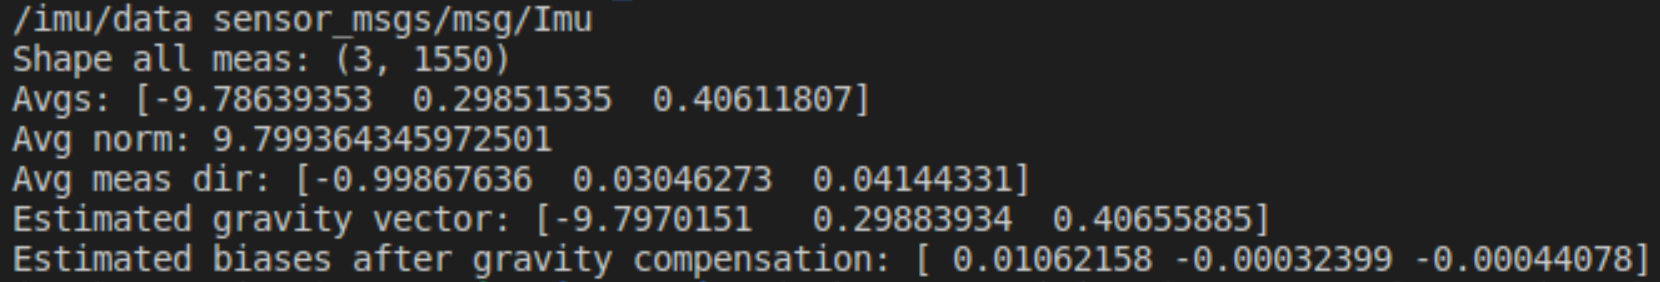 /imu/data sensor_msgs/msg/Imu
Shape all meas: (3, 1550)
Avgs: [-9.78639353  0.29851535  0.40611807]
Avg norm: 9.799364345972501
Avg meas dir: [-0.99867636  0.03046273  0.04144331]
Estimated gravity vector: [-9.7970151   0.29883934  0.40655885]
Estimated biases after gravity compensation: [ 0.01062158 -0.00032399 -0.00044078]